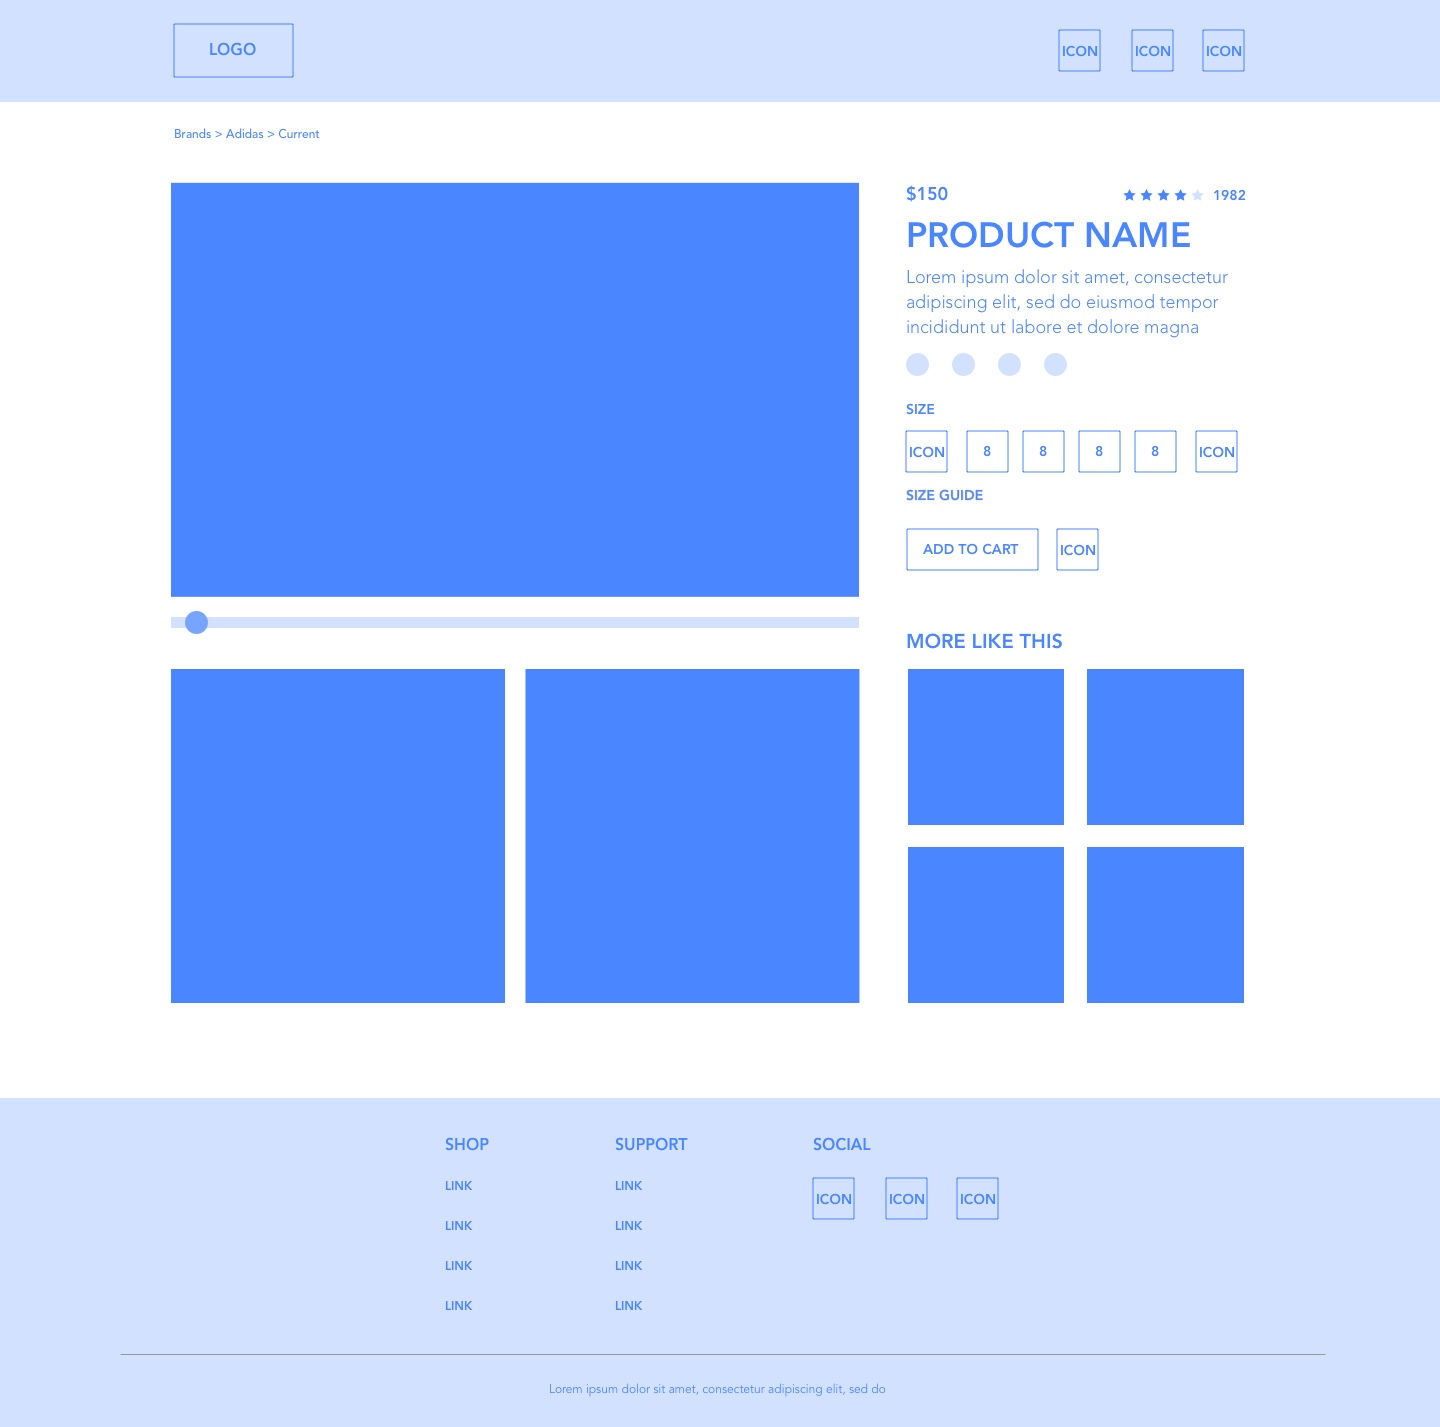 LOGO
ICON ICON ICON
Brands > Adidas > Current
$150
1982
PRODUCT NAME
Lorem ipsum dolor sit amet, consectetur
adipiscing elit, sed do eiusmod tempor
incididunt ut labore et dolore magna
SIZE
ICON 8 8 8 8 ICON
SIZE GUIDE
ADD TO CART ICON
MORE LIKE THIS
SHOP
LINK
LINK
LINK
LINK
SUPPORT
LINK
LINK
LINK
LINK
SOCIAL
ICON ICON ICON
Lorem ipsum dolor sit amet, consectetur adipiscing elit, sed do